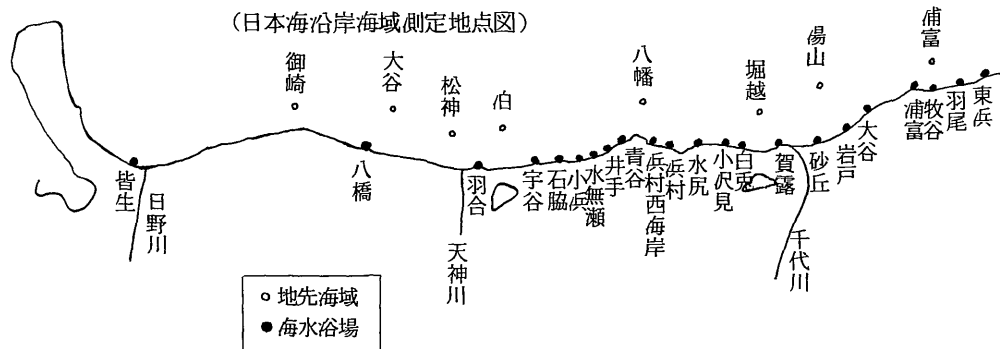 （日本海沿岸海域測定地点図）
御崎
大谷
松神
泊
八幡
堀越
湯山
浦富
皆生
日野川
八橋
羽合
天神川
宇谷
石脇
小浜
水無瀬
井手
青谷
浜村西海岸
浜村
水尻
小沢見
白兎
賀露
千代川
砂丘
岩戸
大谷
浦富
牧谷
羽尾
東浜
地先海域
海水浴場